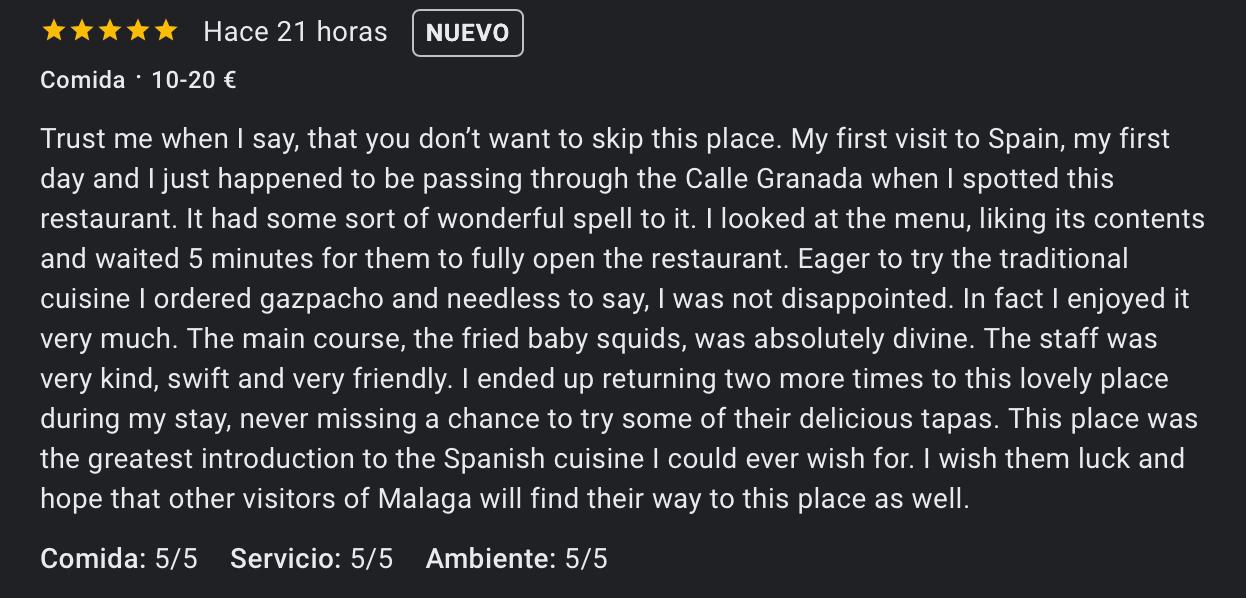 ★★★★★ Hace 21 horas NUEVO
Comida · 10-20 €
Trust me when I say, that you don’t want to skip this place. My first visit to Spain, my first
day and I just happened to be passing through the Calle Granada when I spotted this
restaurant. It had some sort of wonderful spell to it. I looked at the menu, liking its contents
and waited 5 minutes for them to fully open the restaurant. Eager to try the traditional
cuisine I ordered gazpacho and needless to say, I was not disappointed. In fact I enjoyed it
very much. The main course, the fried baby squids, was absolutely divine. The staff was
very kind, swift and very friendly. I ended up returning two more times to this lovely place
during my stay, never missing a chance to try some of their delicious tapas. This place was
the greatest introduction to the Spanish cuisine I could ever wish for. I wish them luck and
hope that other visitors of Malaga will find their way to this place as well.
Comida: 5/5 Servicio: 5/5 Ambiente: 5/5